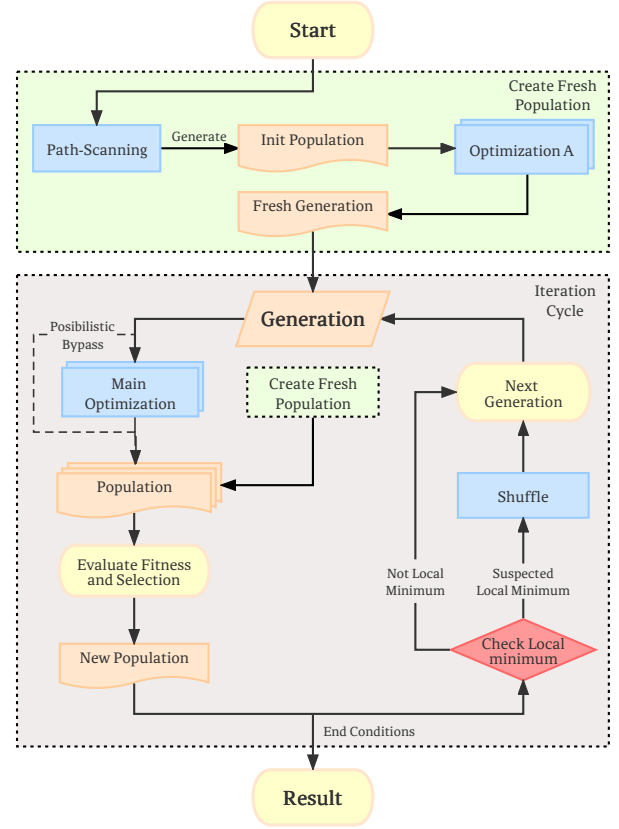 Start
Create Fresh
Population
Path-Scanning
Generate
Init Population
Optimization A
Fresh Generation
Iteration
Cycle
Generation
Posibilistic
Bypass
Main
Optimization
Create Fresh
Population
Next
Generation
Population
Shuffle
Evaluate Fitness
and Selection
Not Local
Minimum
Suspected
Local Minimum
New Population
Check Local
minimum
End Conditions
Result